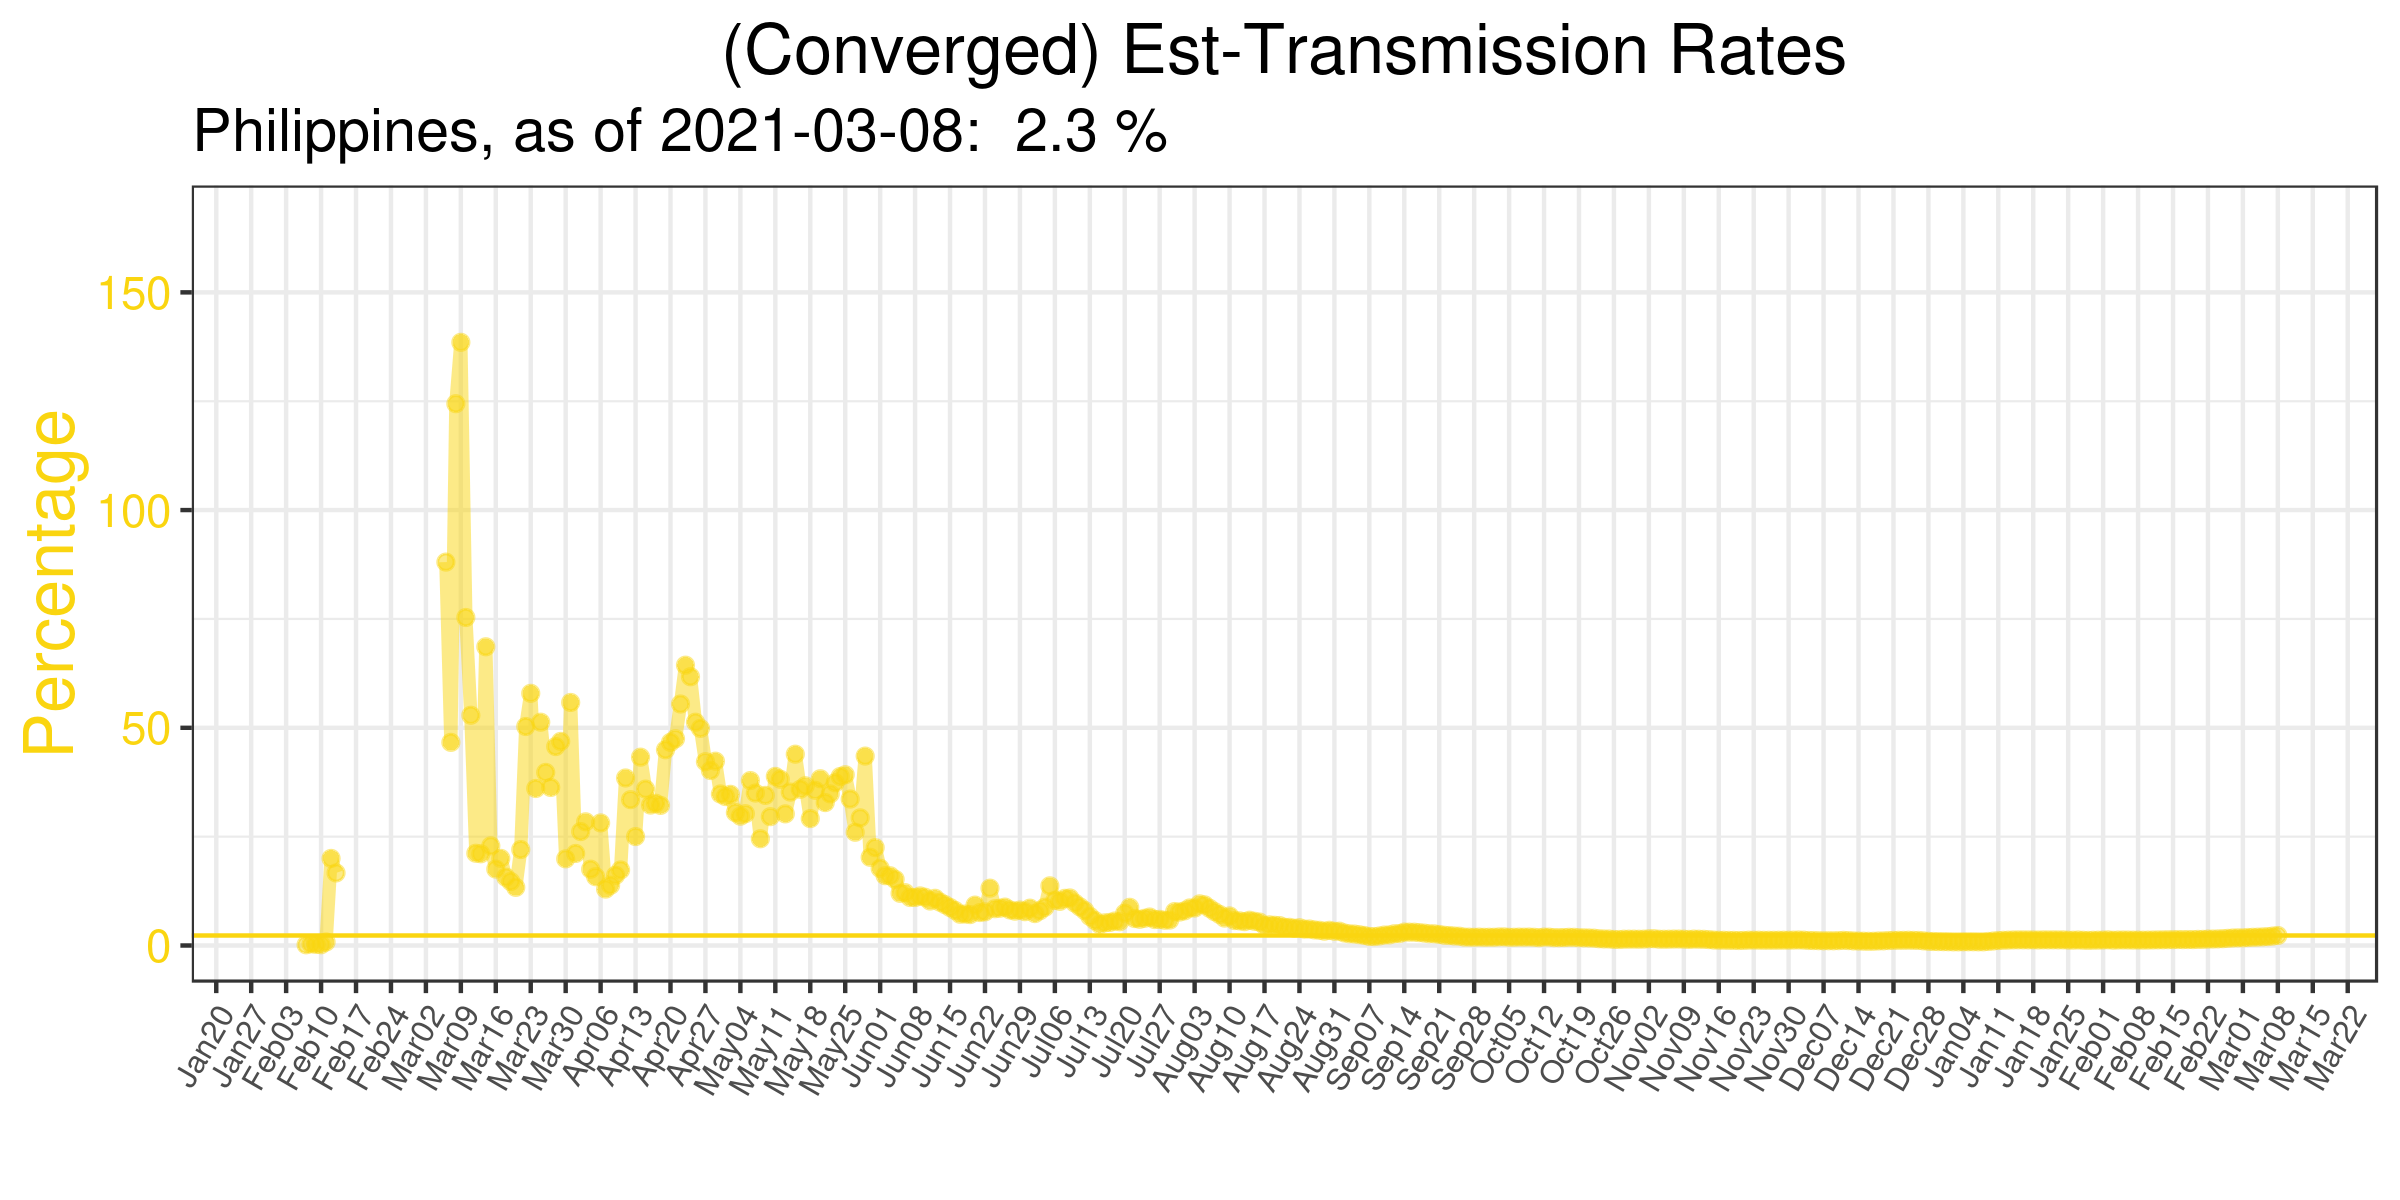 (Converged) Est-Transmission Rates
Philippines, as of 2021-03-08:  2.3 %
Percentage
150
100
50
0
Jan20
Jan27
Feb03
Feb10
Feb17
Feb24
Mar02
Mar09
Mar16
Mar23
Mar30
Apr06
Apr13
Apr20
Apr27
May04
May11
May18
May25
Jun01
Jun08
Jun15
Jun22
Jun29
Jul06
Jul13
Jul20
Jul27
Aug03
Aug10
Aug17
Aug24
Aug31
Sep07
Sep14
Sep21
Sep28
Oct05
Oct12
Oct19
Oct26
Nov02
Nov09
Nov16
Nov23
Nov30
Dec07
Dec14
Dec21
Dec28
Jan04
Jan11
Jan18
Jan25
Feb01
Feb08
Feb15
Feb22
Mar01
Mar08
Mar15
Mar22